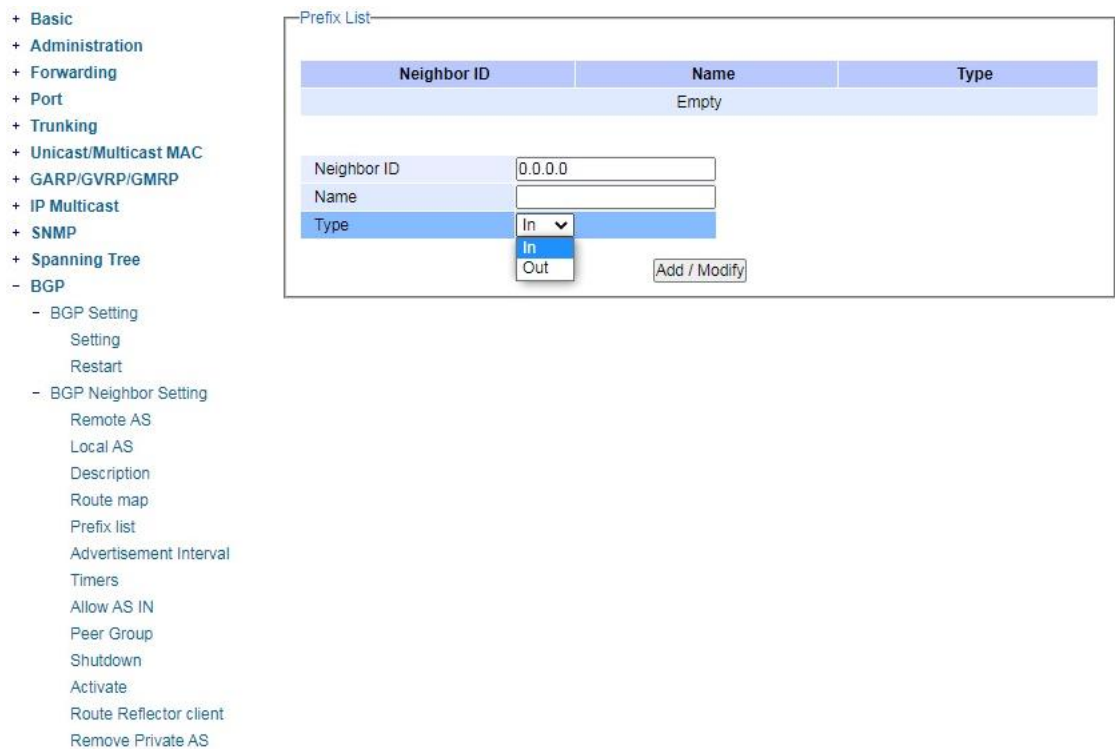 + Basic
+ Administration
+ Forwarding
+ Port
+ Trunking
+ Unicast/Multicast MAC
+ GARP/GVRP/GMRP
+ IP Multicast
+ SNMP
+ Spanning Tree
- BGP
- BGP Setting
Setting
Restart
- BGP Neighbor Setting
Remote AS
Local AS
Description
Route map
Prefix list
Advertisement Interval
Timers
Allow AS IN
Peer Group
Shutdown
Activate
Route Reflector client
Remove Private AS
Prefix List
Neighbor ID Name Type
Empty
Neighbor ID 0.0.0.0
Name
Type In
In
Out
Add / Modify